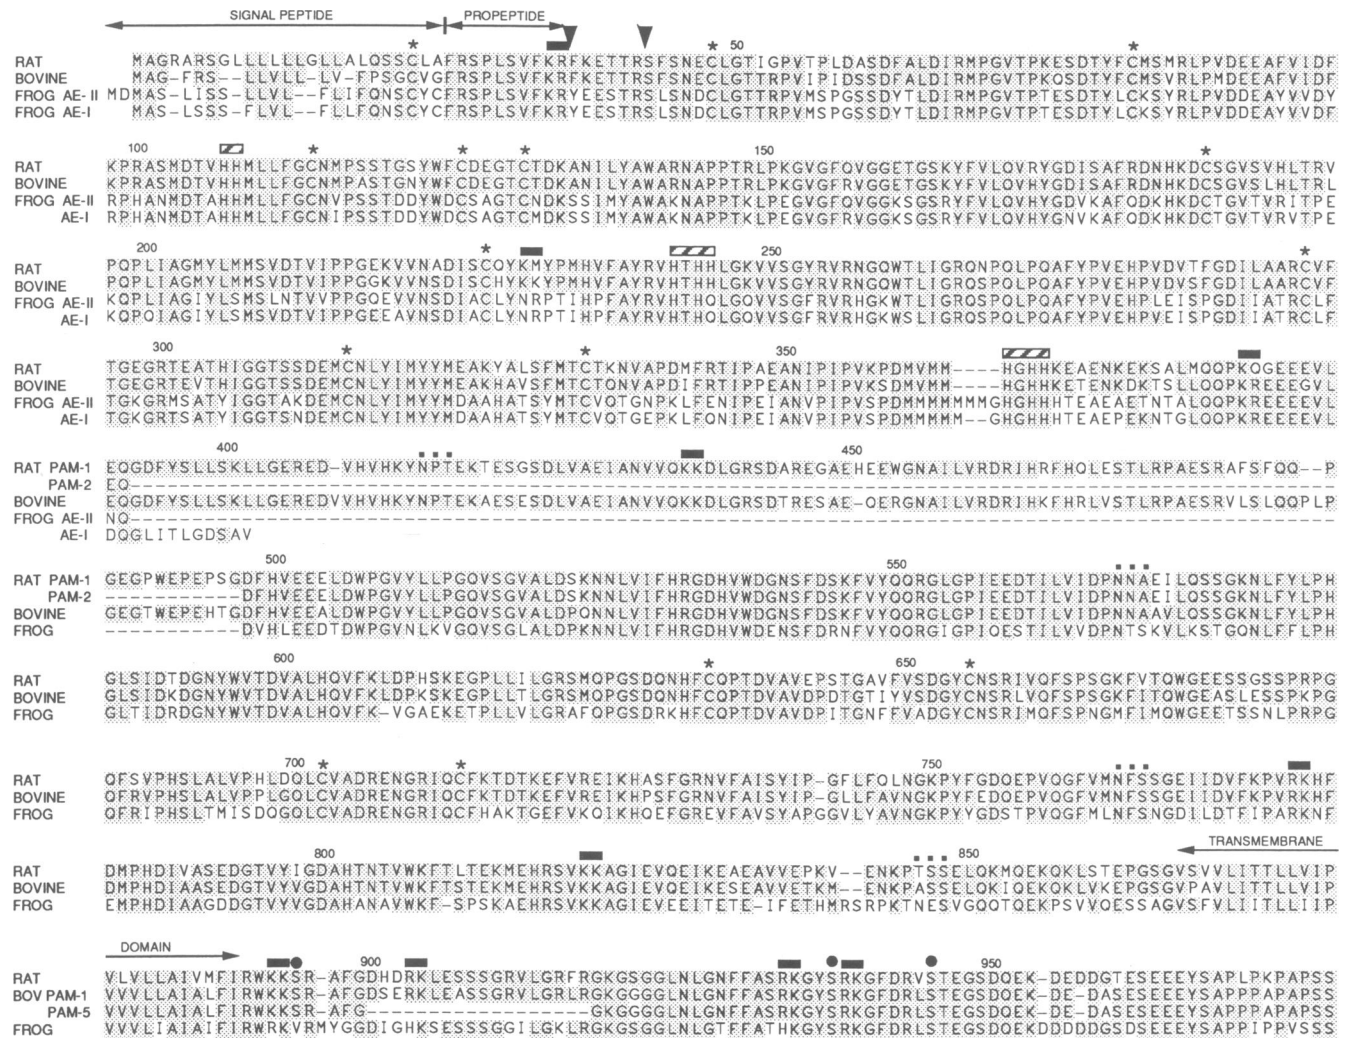 SIGNAL PEPTIDE PROPEPTIDE
* * 50 *
RAT MAGRARSGLLLLLLGLLALQSSCLAFRSPLSVFKRFKETTRSFSNECLGTIGPVTPLDASDFALDIRMPGVTPKESDTYFCMSMRLPVDEEAFVIDF
BOVINE MAG-FRS--LLVLL--LV-FPSGCVGFRSPLSVFKRFKETTRSFSNECLGTTRPVIPIDSSDFALDIRMPGVTPKQSDTYFCMSVRLPMDEEAFVIDF
FROG AE-II MDMAS-LISS-LLVL--FLIFQNSCYCFRSPLSVFKRYEESTRSLSNDCLGTTRPVMSPGSSDYTLDIRMPGVTPTESDTYLCKSYRLPVDDEAYVVDY
FROG AE-I MAS-LSSS-FLVL--FLLFQNSCYCFRSPLSVFKRYEESTRSLSNDCLGTTRPVMSPGSSDYTLDIRMPGVTPTESDTYLCKSYRLPVDDEAYVVDF
100 * * * 150 *
RAT KPRASMDTVHHMLLFGCNMPSSTGSYWFCDEGTCTDKANILYAWARNAPPTRLPKGVGFQVGGETGSKYFVLQVRYGDISAFRDNHKDCSGVSVHLTRV
BOVINE KPRASMDTVHHMLLFGCNMPASTGNYWFCDEGTCTDKANILYAWARNAPPTRLPKGVGFRVGGETGSKYFVLQVHYGDISAFRDNHKDCSGVSLHLTRL
FROG AE-II RPHANMDTAHHMLLFGCNVPSSTDDYWDCSAGTCNDKSSIMYAWAKNAPPTKLPEGVGFQVGGKSGSRYFVLQVHYGDVKAFQDKHKDCTGVTVRITPE
AE-I RPHANMDTAHHMLLFGCNIPSSTDDYWDCSAGTCMDKSSIMYAWAKNAPPTKLPEGVGFRVGGKSGSRYFVLQVHYGNVKAFQDKHKDCTGVTVRVTPE
200 * 250 *
RAT PQPLIAGMYLMMSVDTVIPPGEKVVNADISCQYKMYPMHVFAYRVHTHHLGKVVSGYRVRNGQWTLIGRQNPQLPQAFYPVEHPVDVTFGDILAARCVF
BOVINE PQPLIAGMYLMMSVDTVIPPGGKVVNSDISCHYKKYPMHVFAYRVHTHHLGKVVSGYRVRNGQWTLIGRQSPQLPQAFYPVEHPVDVSFGDILAARCVF
FROG AE-II KQPLIAGIYLSMSLNTVVPPGQEVVNSDIACLYNRPTIHPFAYRVHTHQLGQVVSGFRVRHGKWTLIGRQSPQLPQAFYPVEHPLEISPGDIIATRCLF
AE-I KQPQIAGIYLSMSVDTVIPPGEEAVNSDIACLYNRPTIHPFAYRVHTHQLGQVVSGFRVRHGKWSLIGRQSPQLPQAFYPVEHPVEISPGDIIATRCLF
300 * * 350
RAT TGEGRTEATHIGGTSSDEMCNLYIMYYMEAKYALSFMTCTKNVAPDMFRTIPAEANIPIPVKPDMVMM----HGHHKEAENKEKSALMQQPKQGEEEVL
BOVINE TGEGRTEVTHIGGTSSDEMCNLYIMYYMEAKHAVSFMTCTQNVAPDIFRTIPPEANIPIPVKSDMVMM----HGHHKETENKDKTSLLQQPKREEEGVL
FROG AE-II TGKGRMSATYIGGTAKDEMCNLYIMYYMDAAHATSYMTCVQTGNPKLFENIPEIANVPIPVSPDMMMMMMMGHGHHHTEAEAETNTALQQPKREEEEVL
AE-I TGKGRTSATYIGGTSNDEMCNLYIMYYMDAAHATSYMTCVQTGEPKLFQNIPEIANVPIPVSPDMMMMM--GHGHHHTEAEPEKNTGLQQPKREEEEVL
400 450
RAT PAM-1 EQGDFYSLLSKLLGERED-VHVHKYNPTEKTESGSDLVAEIANVVQKKDLGRSDAREGAEHEEWGNAILVRDRIHRFHQLESTLRPAESRAFSFQQ--P
PAM-2 EQ-------------------------------------------------------------------------------------------------
BOVINE EQGDFYSLLSKLLGEREDVVHVHKYNPTEKAESESDLVAEIANVVQKKDLGRSDTRESAE-QERGNAILVRDRIHKFHRLVSTLRPAESRVLSLQQPLP
FROG AE-II NQ-------------------------------------------------------------------------------------------------
AE-I DQGLITLGDSAV
500 550
RAT PAM-1 GEGPWEPEPSGDFHVEEELDWPGVYLLPGQVSGVALDSKNNLVIFHRGDHVWDGNSFDSKFVYQQRGLGPIEEDTILVIDPNNAEILQSSGKNLFYLPH
PAM-2 -----------DFHVEEELDWPGVYLLPGQVSGVALDSKNNLVIFHRGDHVWDGNSFDSKFVYQQRGLGPIEEDTILVIDPNNAEILQSSGKNLFYLPH
BOVINE GEGTWEPEHTGDFHVEEALDWPGVYLLPGQVSGVALDPQNNLVIFHRGDHVWDGNSFDSKFVYQQRGLGPIEEDTILVIDPNNAAVLQSSGKNLFYLPH
FROG -----------DVHLEEDTDWPGVNLKVGQVSGLALDPKNNLVIFHRGDHVWDENSFDRNFVYQQRGIGPIQESTILVVDPNTSKVLKSTGQNLFFLPH
600 * 650 *
RAT GLSIDTDGNYWVTDVALHQVFKLDPHSKEGPLLILGRSMQPGSDQNHFCQPTDVAVEPSTGAVFVSDGYCNSRIVQFSPSGKFVTQWGEESSGSSPRPG
BOVINE GLSIDKDGNYWVTDVALHQVFKLDPKSKEGPLLTLGRSMQPGSDQNHFCQPTDVAVDPDTGTIYVSDGYCNSRLVQFSPSGKFITQWGEASLESSPKPG
FROG GLTIDRDGNYWVTDVALHQVFK-VGAEKETPLLVLGRAFQPGSDRKHFCQPTDVAVDPITGNFFVADGYCNSRIMQFSPNGMFIMQWGEETSSNLPRPG
700 * * 750
RAT QFSVPHSLALVPHLDQLCVADRENGRIQCFKTDTKEFVREIKHASFGRNVFAISYIP-GFLFQLNGKPYFGDQEPVQGFVMNFSSGEIIDVFKPVRKHF
BOVINE QFRVPHSLALVPPLGQLCVADRENGRIQCFKTDTKEFVREIKHPSFGRNVFAISYIP-GLLFAVNGKPYFEDQEPVQGFVMNFSSGEIIDVFKPVRKHF
FROG QFRIPHSLTMISDQGQLCVADRENGRIQCFHAKTGEFVKQIKHQEFGREVFAVSYAPGGVLYAVNGKPYYGDSTPVQGFMLNFSNGDILDTFIPARKNF
800 850 TRANSMEMBRANE
RAT DMPHDIVASEDGTVYIGDAHTNTVWKFTLTEKMEHRSVKKAGIEVQEIKEAEAVVEPKV--ENKPTSSELQKMQEKQKLSTEPGSGVSVVLITTLLVIP
BOVINE DMPHDIAASEDGTVYVGDAHTNTVWKFTSTEKMEHRSVKKAGIEVQEIKESEAVVETKM--ENKPASSELQKIQEKQKLVKEPGSGVPAVLITTLLVIP
FROG EMPHDIAAGDDGTVYVGDAHANAVWKF-SPSKAEHRSVKKAGIEVEEITETE-IFETHMRSRPKTNESVGQQTQEKPSVVQESSAGVSFVLIITLLIIP
DOMAIN 900 950
RAT VLVLLAIVMFIRWKKSR-AFGDHDRKLESSSGRVLGRFRGKGSGGLNLGNFFASRKGYSRKGFDRVSTEGSDQEK-DEDDGTESEEEYSAPLPKPAPSS
BOV PAM-1 VVVLLAIALFIRWKKSR-AFGDSERKLEASSGRVLGRLRGKGGGGLNLGNFFASRKGYSRKGFDRLSTEGSDQEK-DE-DASESEEEYSAPPPAPAPSS
PAM-5 VVVLLAIALFIRWKKSR-AFG------------------GKGGGGLNLGNFFASRKGYSRKGFDRLSTEGSDQEK-DE-DASESEEEYSAPPPAPAPSS
FROG VVVLIAIAIFIRWRKVRMYGGDIGHKSESSSGGILGKLRGKGSGGLNLGTFFATHKGYSRKGFDRLSTEGSDQEKDDDDDGSDSEEEYSAPPIPPVSSS